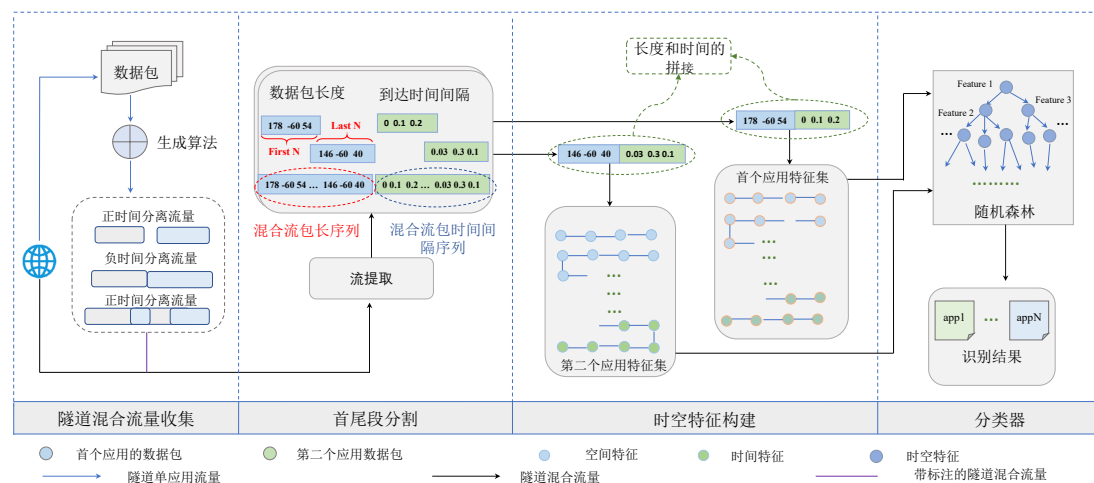 数据包
生成算法
正时间分离流量
负时间分离流量
正时间分离流量
数据包长度
到达时间间隔
178 -60 54
0 0.1 0.2
Last N
First N
146 -60 40
0.03 0.3 0.1
178 -60 54 … 146 -60 40
0 0.1 0.2 … 0.03 0.3 0.1
混合流包长序列
混合流包时间间
隔序列
流提取
长度和时间的
拼接
178 -60 54
0 0.1 0.2
146 -60 40
0.03 0.3 0.1
首个应用特征集
第二个应用特征集
Feature 1
Feature 3
Feature 2
随机森林
app1
appN
识别结果
隧道混合流量收集
首尾段分割
时空特征构建
分类器
首个应用的数据包
第二个应用数据包
空间特征
时间特征
时空特征
隧道单应用流量
隧道混合流量
带标注的隧道混合流量